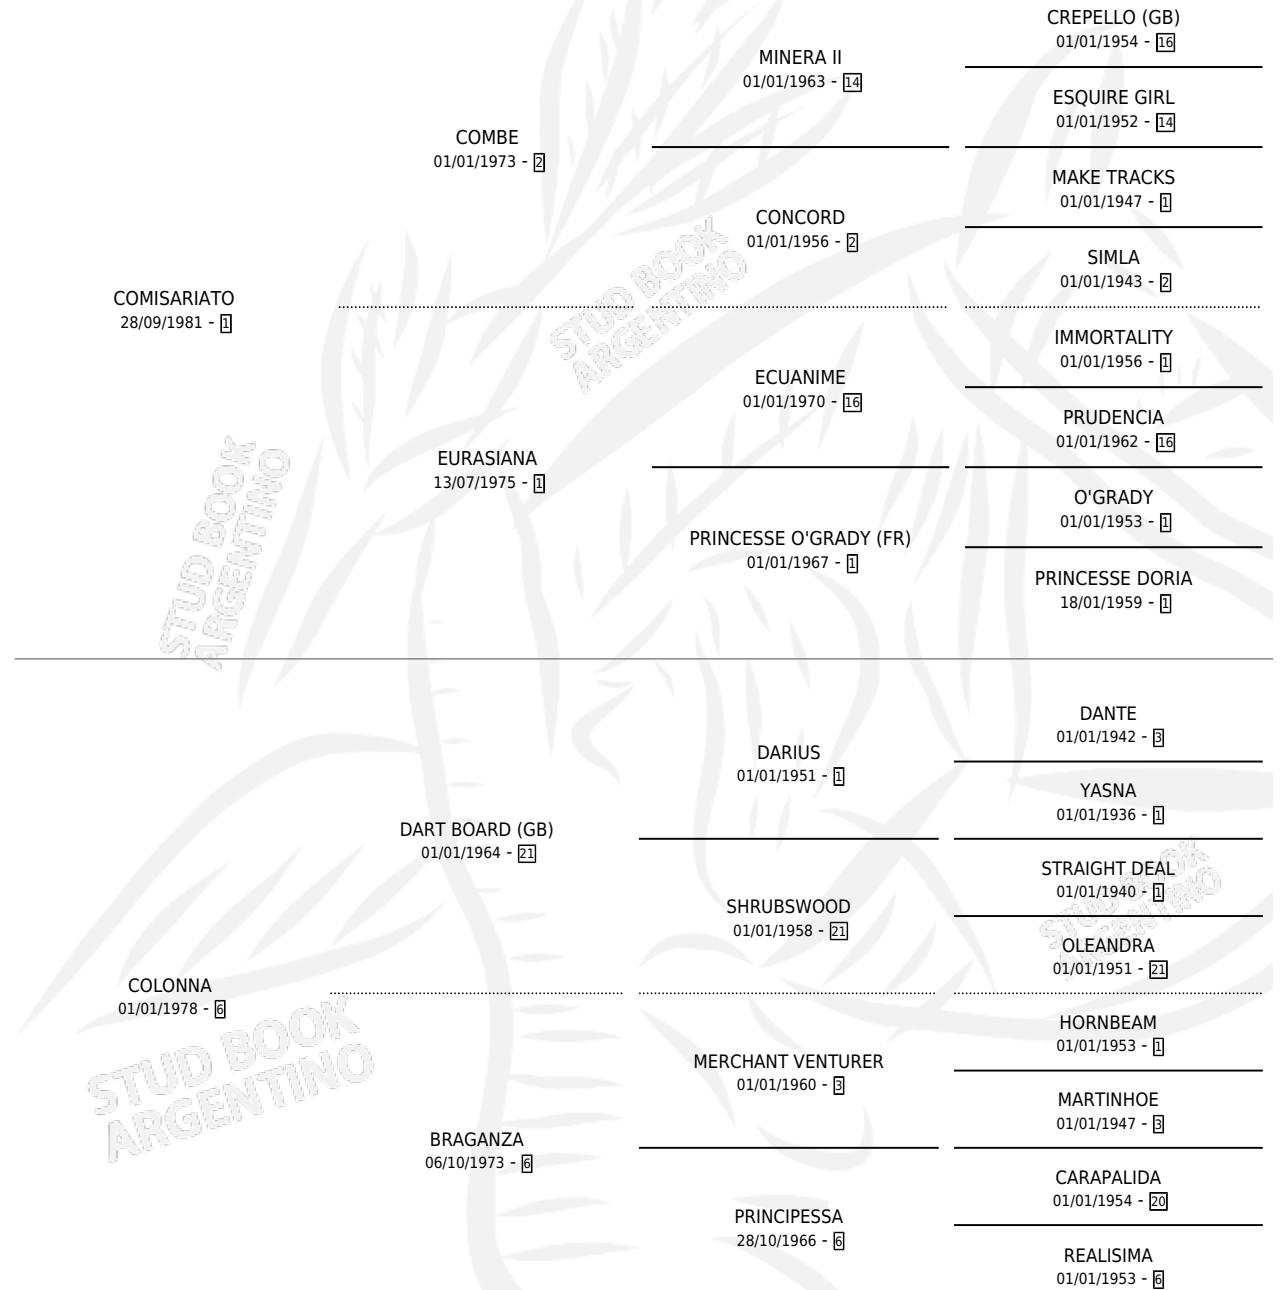 CREPELLO (GB)
01/01/1954 - 16
MINERA II
01/01/1963 - 14
ESQUIRE GIRL
01/01/1952 - 14
COMBE
01/01/1973 - 2
MAKE TRACKS
01/01/1947 - 1
CONCORD
01/01/1956 - 2
SIMLA
01/01/1943 - 2
COMISARIATO
28/09/1981 - 1
IMMORTALITY
01/01/1956 - 1
ECUANIME
01/01/1970 - 16
PRUDENCIA
01/01/1962 - 16
EURASIANA
13/07/1975 - 1
O'GRADY
01/01/1953 - 1
PRINCESSE O'GRADY (FR)
01/01/1967 - 1
PRINCESSE DORIA
18/01/1959 - 1
STUD BOOK
ARGENTINO
STUD BOOK
ARGENTINO
DANTE
01/01/1942 - 3
DARIUS
01/01/1951 - 1
YASNA
01/01/1936 - 1
DART BOARD (GB)
01/01/1964 - 21
STRAIGHT DEAL
01/01/1940 - 1
SHRUBSWOOD
01/01/1958 - 21
OLEANDRA
01/01/1951 - 21
STUD BOOK
ARGENTINO
COLONNA
01/01/1978 - 6
HORNBEAM
01/01/1953 - 1
MERCHANT VENTURER
01/01/1960 - 3
MARTINHOE
01/01/1947 - 3
STUD BOOK
ARGENTINO
BRAGANZA
06/10/1973 - 6
CARAPALIDA
01/01/1954 - 20
PRINCIPESSA
28/10/1966 - 6
REALISIMA
01/01/1953 - 6